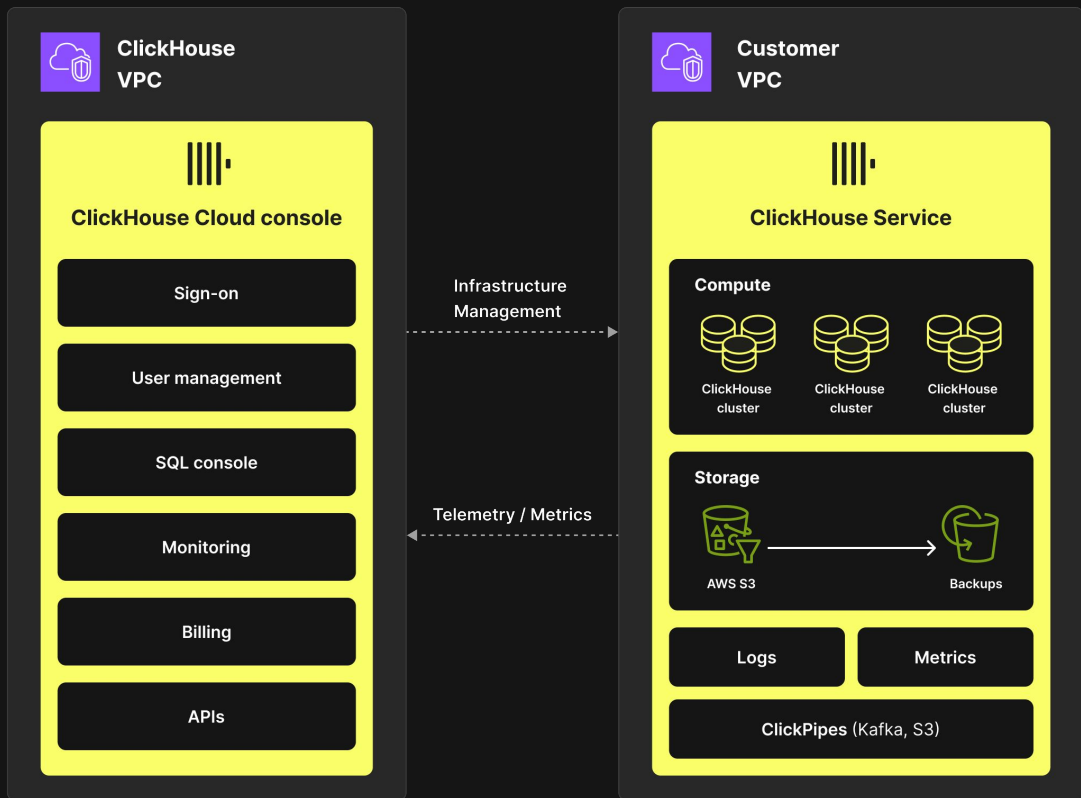 ClickHouse
VPC
ClickHouse Cloud console
Sign-on
User management
SQL console
Monitoring
Billing
APIs
Infrastructure
Management
Telemetry / Metrics
Customer
VPC
ClickHouse Service
Compute
ClickHouse
cluster
ClickHouse
cluster
ClickHouse
cluster
Storage
AWS S3
Backups
Logs
Metrics
ClickPipes (Kafka, S3)